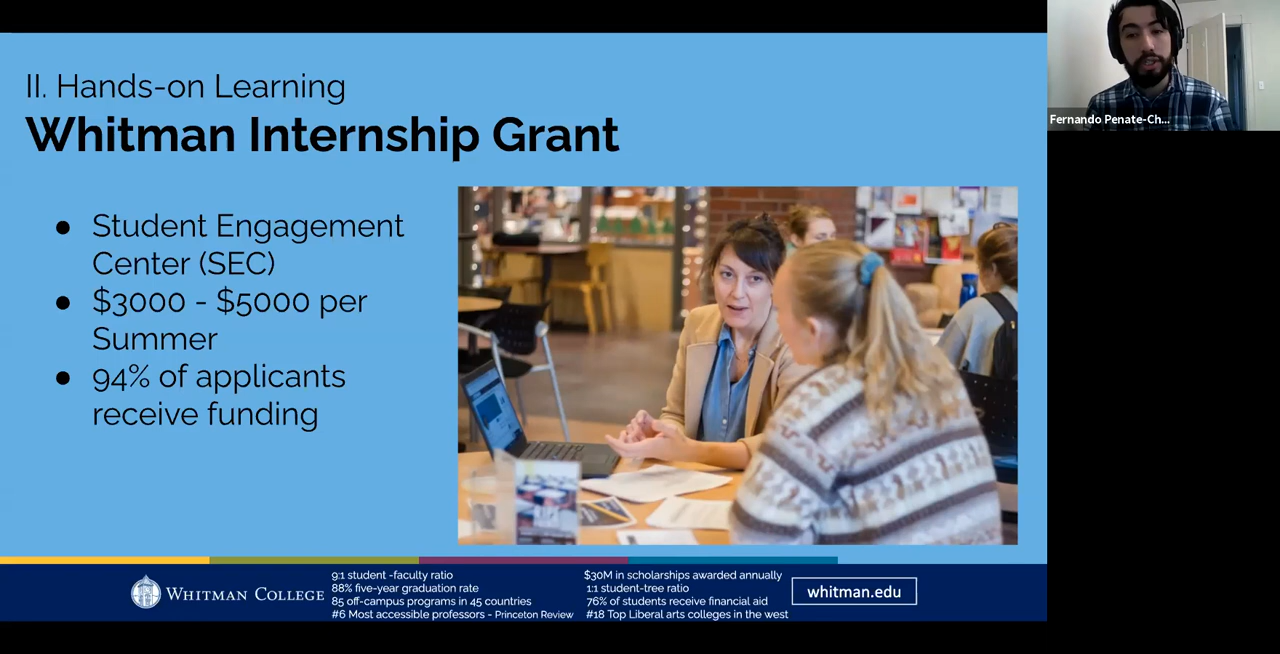 II. Hands-on Learning
Whitman Internship Grant
● Student Engagement
Center (SEC)
● $3000 - $5000 per
Summer
● 94% of applicants
receive funding
Fernando Penate-Ch...
WHITMAN COLLEGE
9:1 student -faculty ratio
88% five-year graduation rate
85 off-campus programs in 45 countries
#6 Most accessible professors - Princeton Review
$30M in scholarships awarded annually
1:1 student-tree ratio
76% of students receive financial aid
#18 Top Liberal arts colleges in the west
whitman.edu